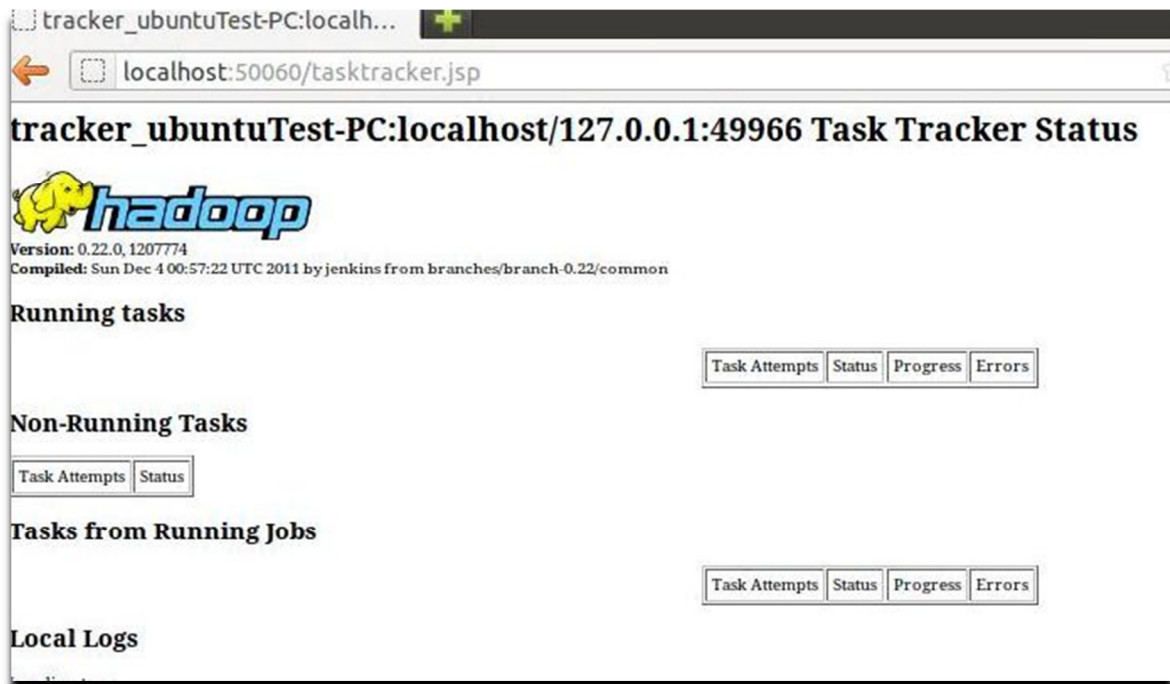 tracker_ubuntuTest-PC:localh...
localhost:50060/tasktracker.jsp
tracker_ubuntuTest-PC:localhost/127.0.0.1:49966 Task Tracker Status
hadoop
Version: 0.22.0, 1207774
Compiled: Sun Dec 4 00:57:22 UTC 2011 by jenkins from branches/branch-0.22/common
Running tasks
Task Attempts Status Progress Errors
Non-Running Tasks
Task Attempts Status
Tasks from Running Jobs
Task Attempts Status Progress Errors
Local Logs